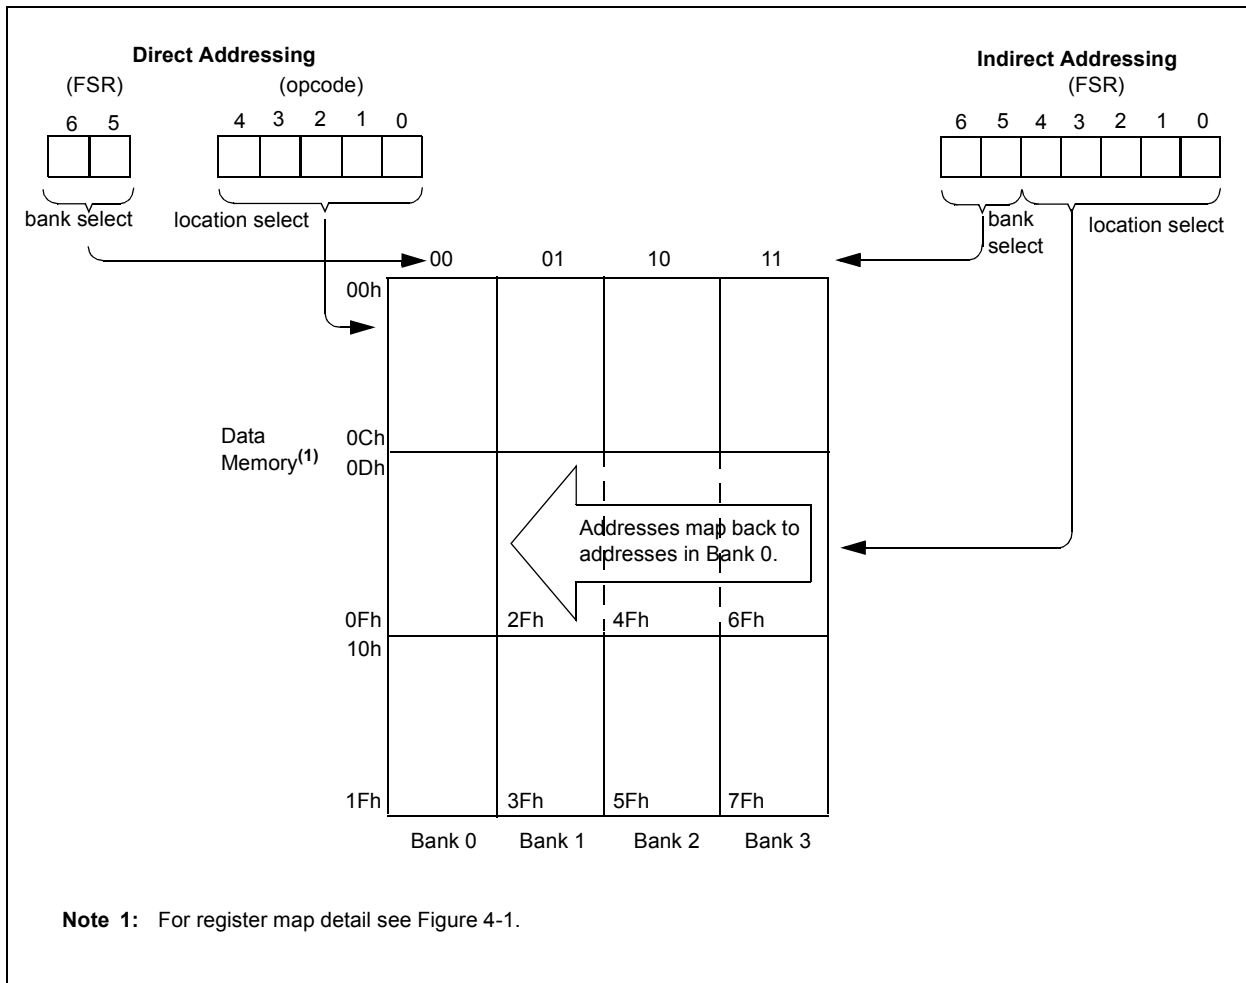 Direct Addressing
(FSR)
(opcode)
6 5
4 3 2 1 0
bank select
location select
Indirect Addressing
(FSR)
6 5 4 3 2 1 0
bank
select
location select
00 01 10 11
00h
0Ch
Data
Memory(1)
0Dh
Addresses map back to
addresses in Bank 0.
0Fh
2Fh 4Fh 6Fh
10h
1Fh
3Fh 5Fh 7Fh
Bank 0 Bank 1 Bank 2 Bank 3
Note 1: For register map detail see Figure 4-1.